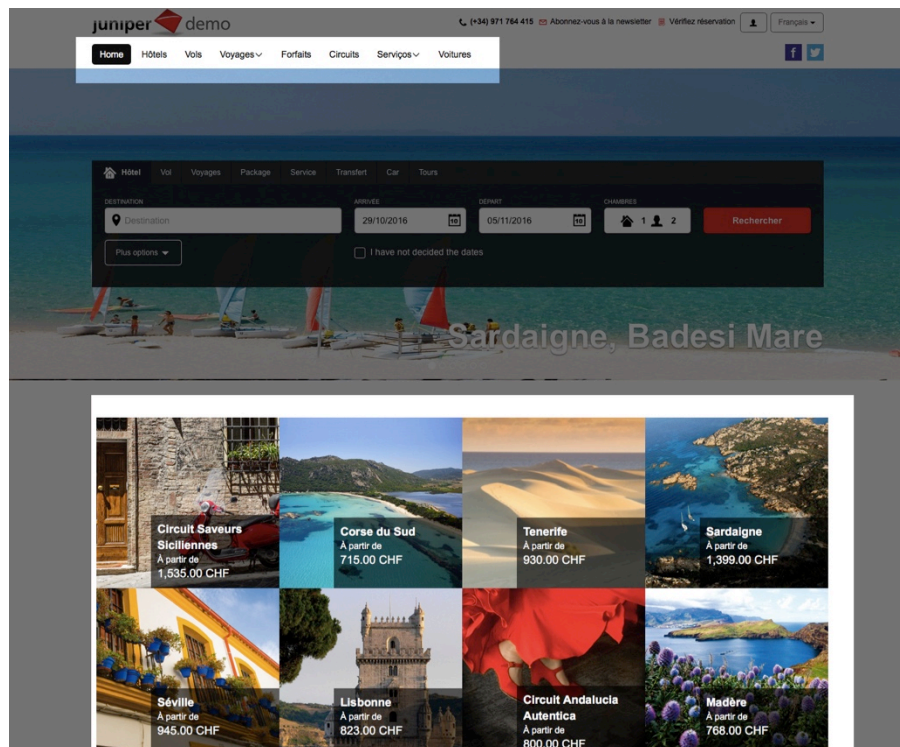 juniper demo
(+34) 971 764 415 Abonnez-vous à la newsletter Vérifiez réservation Français
Home Hôtels Vols Voyages Forfaits Circuits Serviços Voitures
f
Hôtel Vol Voyages Package Service Transfert Car Tours
DESTINATION ARRIVÉE DÉPART CHAMBRES
Destination 29/10/2016 10 05/11/2016 10 1 2 Rechercher
Plus options I have not decided the dates
Sardaigne, Badesi Mare
Circuit Saveurs
Siciliennes
À partir de
1,535.00 CHF
Corse du Sud
À partir de
715.00 CHF
Tenerife
À partir de
930.00 CHF
Sardaigne
À partir de
1,399.00 CHF
Séville
À partir de
945.00 CHF
Lisbonne
À partir de
823.00 CHF
Circuit Andalucia
Autentica
À partir de
800.00 CHF
Madère
À partir de
768.00 CHF